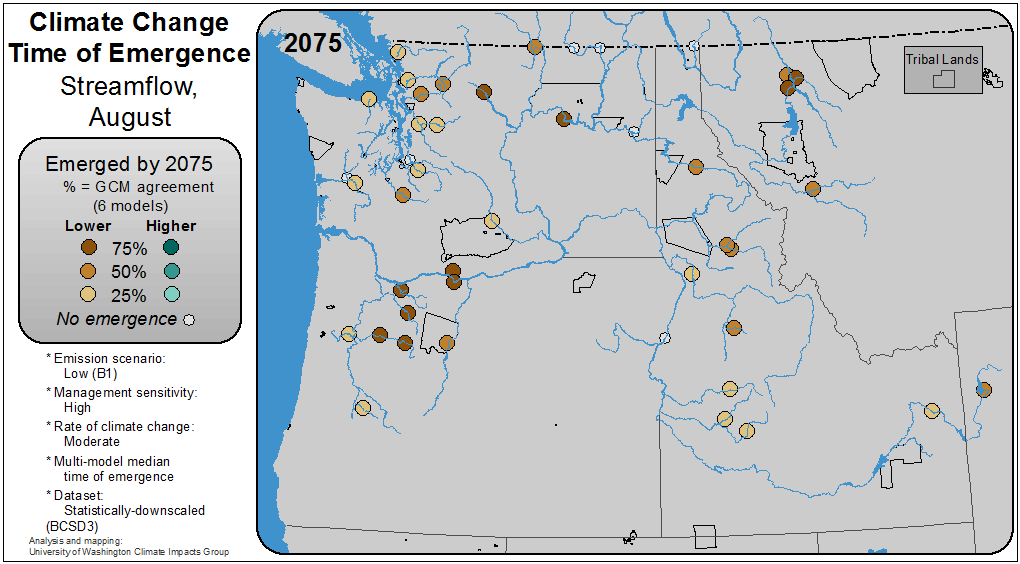 Climate Change
Time of Emergence
Streamflow,
August
Emerged by 2075
% = GCM agreement
(6 models)
Lower Higher
75%
50%
25%
No emergence
* Emission scenario:
Low (B1)
* Management sensitivity:
High
* Rate of climate change:
Moderate
* Multi-model median
time of emergence
* Dataset:
Statistically-downscaled
(BCSD3)
Analysis and mapping:
University of Washington Climate Impacts Group
2075
Tribal Lands